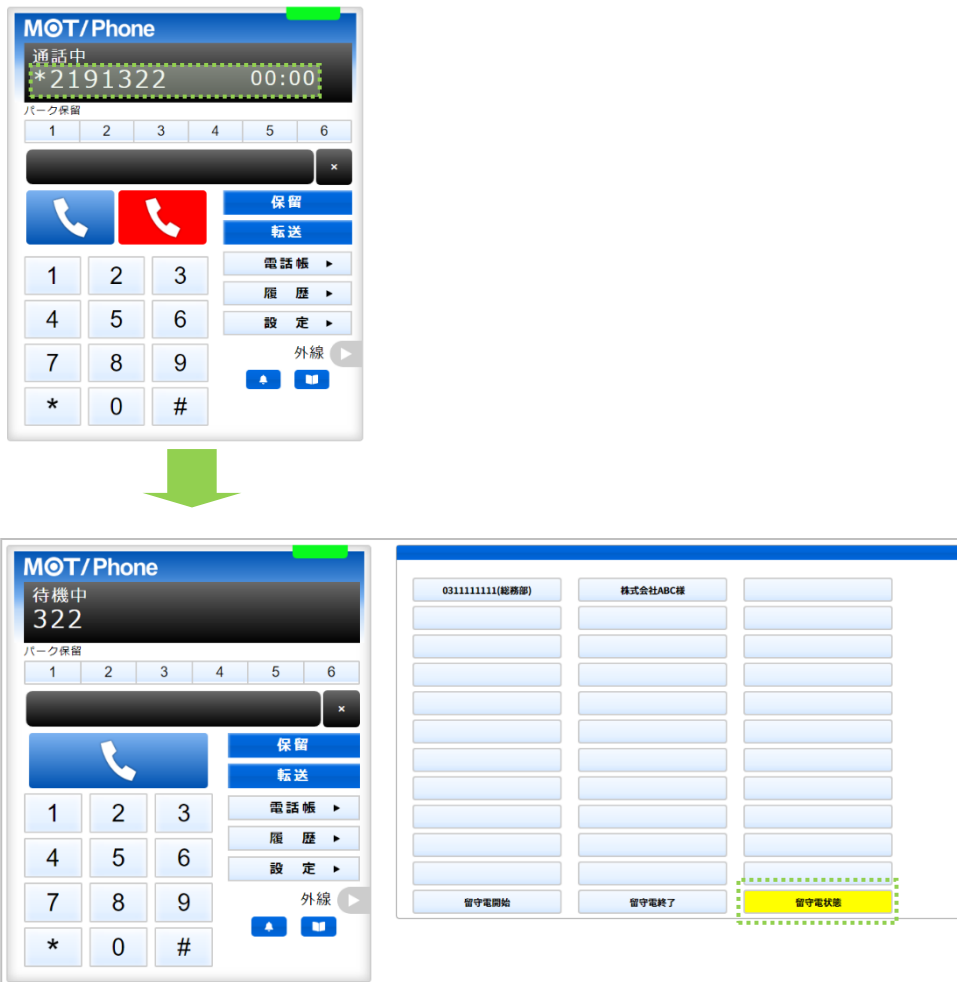 MOT/Phone
通話中
*2191322 00:00
パーク保留
1 2 3 4 5 6
×
保留
転送
電話帳 ▶
履 歴 ▶
設 定 ▶
外線
1 2 3
4 5 6
7 8 9
* 0 #
MOT/Phone
待機中
322
パーク保留
1 2 3 4 5 6
×
保留
転送
電話帳 ▶
履 歴 ▶
設 定 ▶
外線
1 2 3
4 5 6
7 8 9
* 0 #
0311111111(総務部) 株式会社ABC様
留守電開始 留守電終了 留守電状態